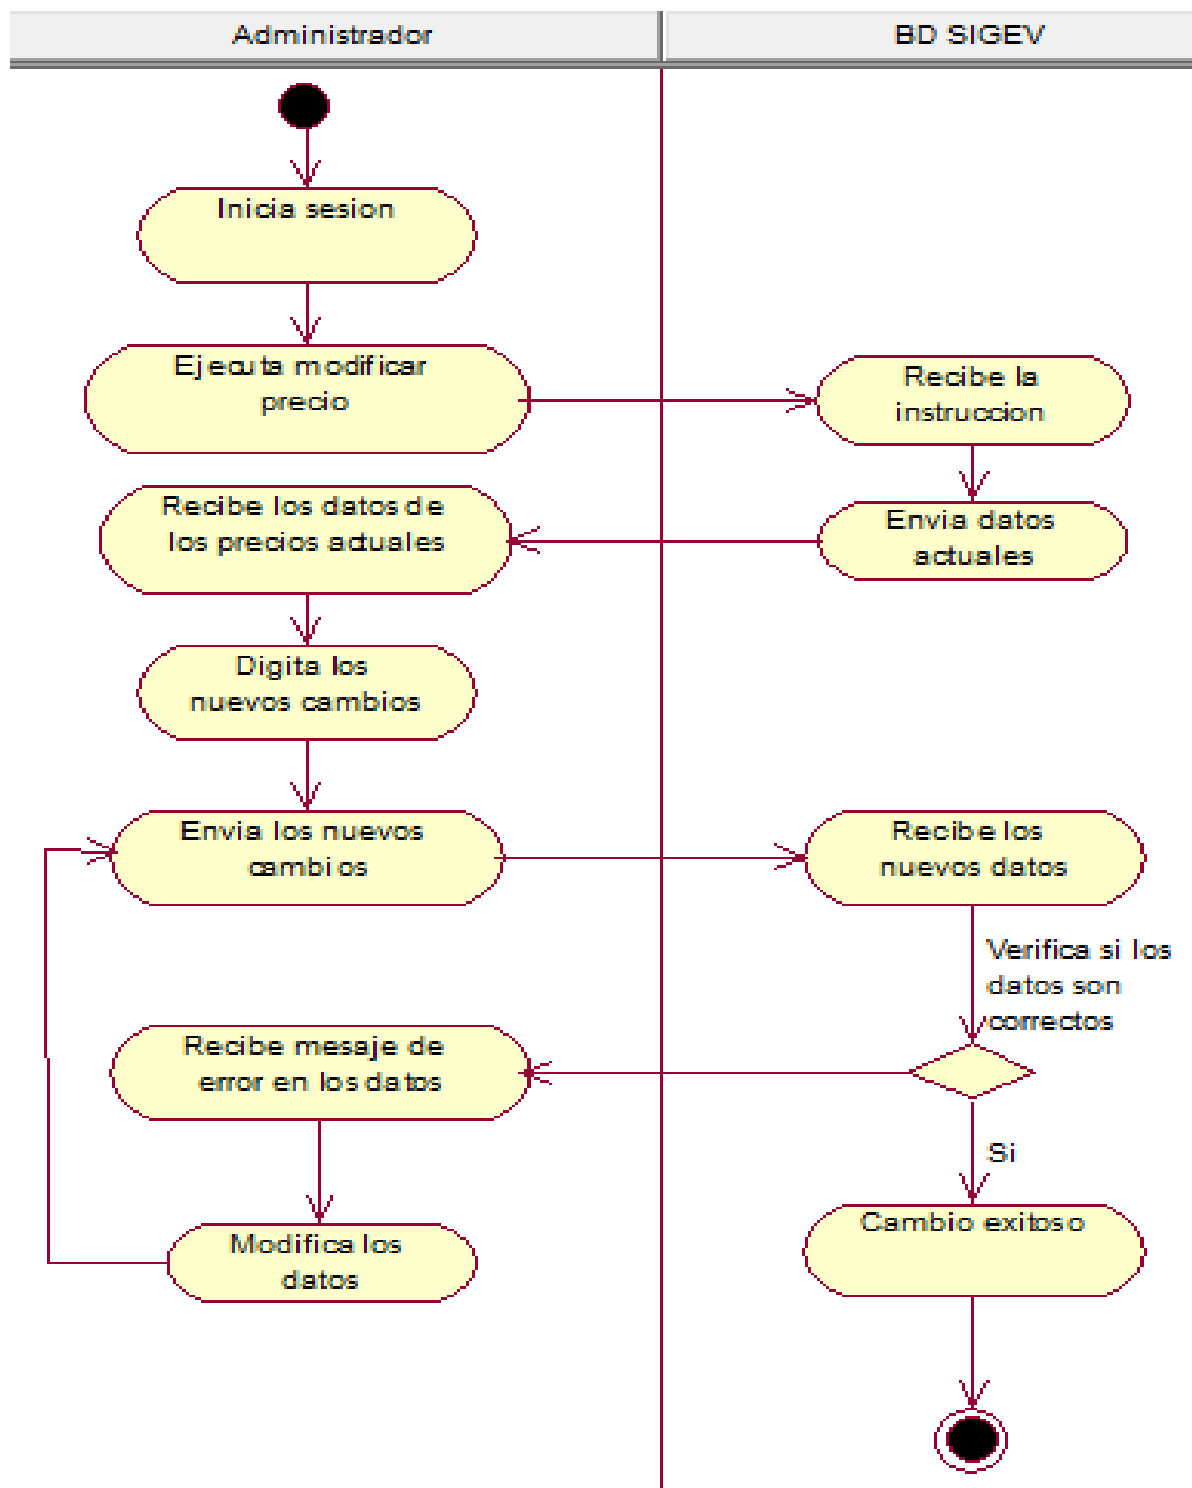 Administrador
BD SIGEV
Inicia sesion
Ejecuta modificar
precio
Recibe la
instruccion
Recibe los datos de
los precios actuales
Envia datos
actuales
Digita los
nuevos cambios
Envia los nuevos
cambios
Recibe los
nuevos datos
Verifica si los
datos son
correctos
Recibe mesaje de
error en los datos
Si
Modifica los
datos
Cambio exitoso